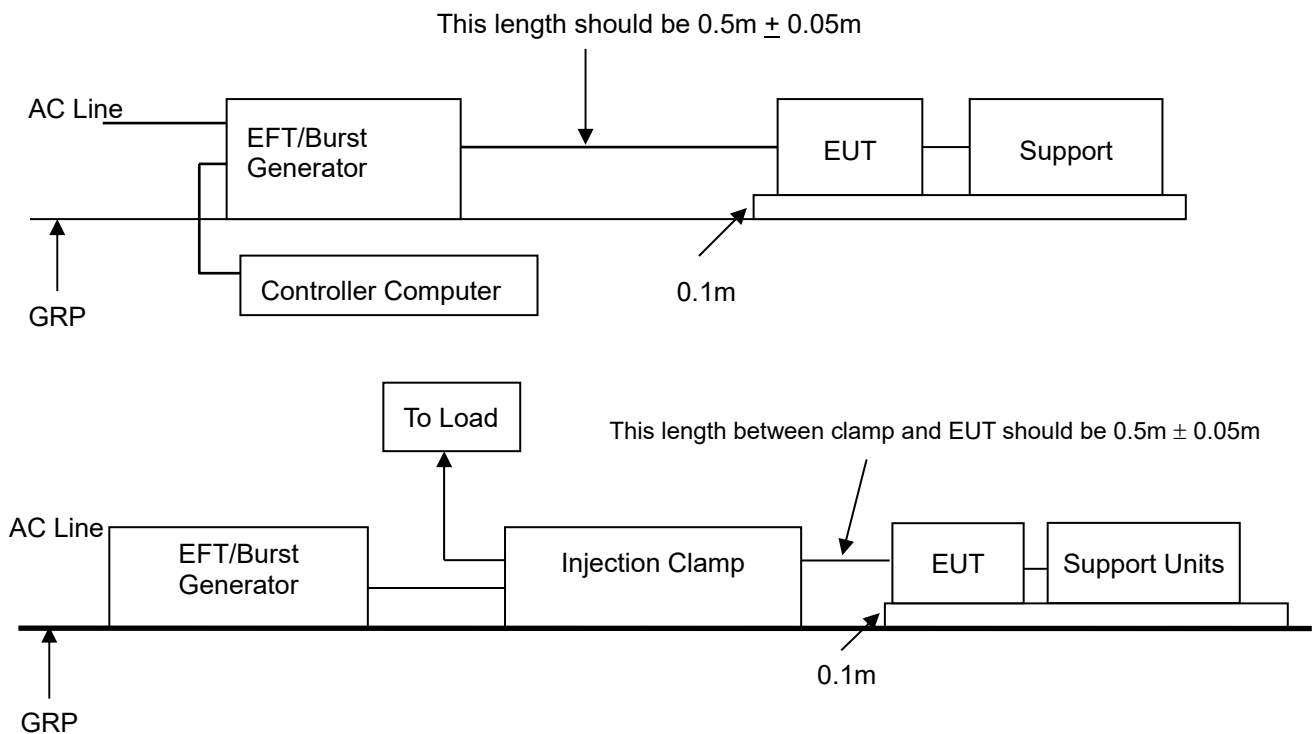 This length should be 0.5m ± 0.05m
AC Line
EFT/Burst
Generator
EUT
Support
Controller Computer
0.1m
GRP
To Load
This length between clamp and EUT should be 0.5m ± 0.05m
AC Line
EFT/Burst
Generator
Injection Clamp
EUT
Support Units
0.1m
GRP